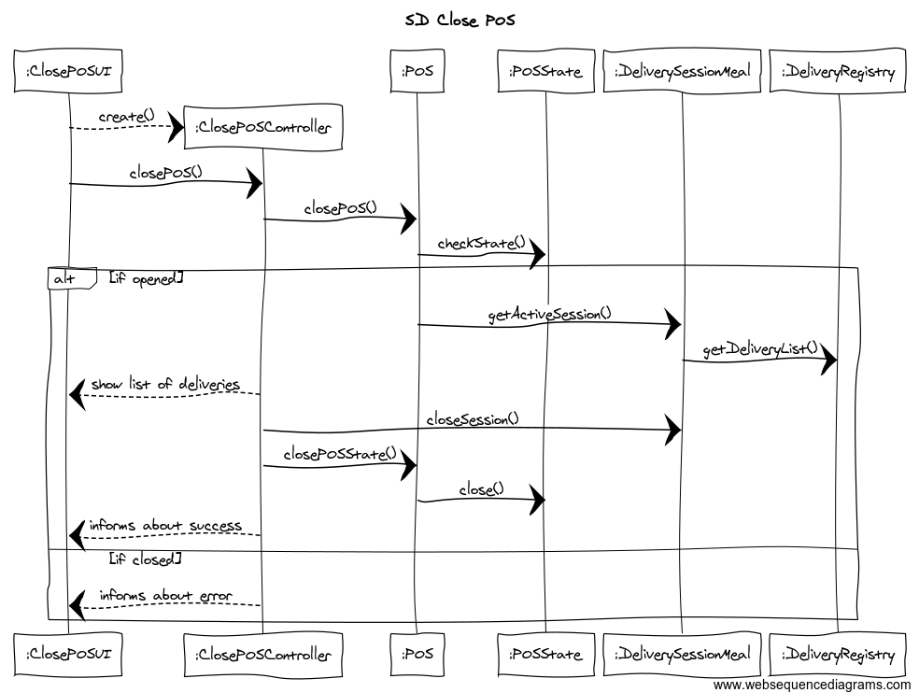 SD Close POS
:ClosePOSUI
:POS
:POSState
:DeliverySessionMeal
:DeliveryRegistry
create()
:ClosePOSController
closePOS()
closePOS()
checkState()
alt
[if opened]
getActiveSession()
getDeliveryList()
show list of deliveries
closeSession()
closePOSState()
close()
informs about success
[if closed]
informs about error
:ClosePOSUI
:ClosePOSController
:POS
:POSState
:DeliverySessionMeal
:DeliveryRegistry
www.websequencediagrams.com